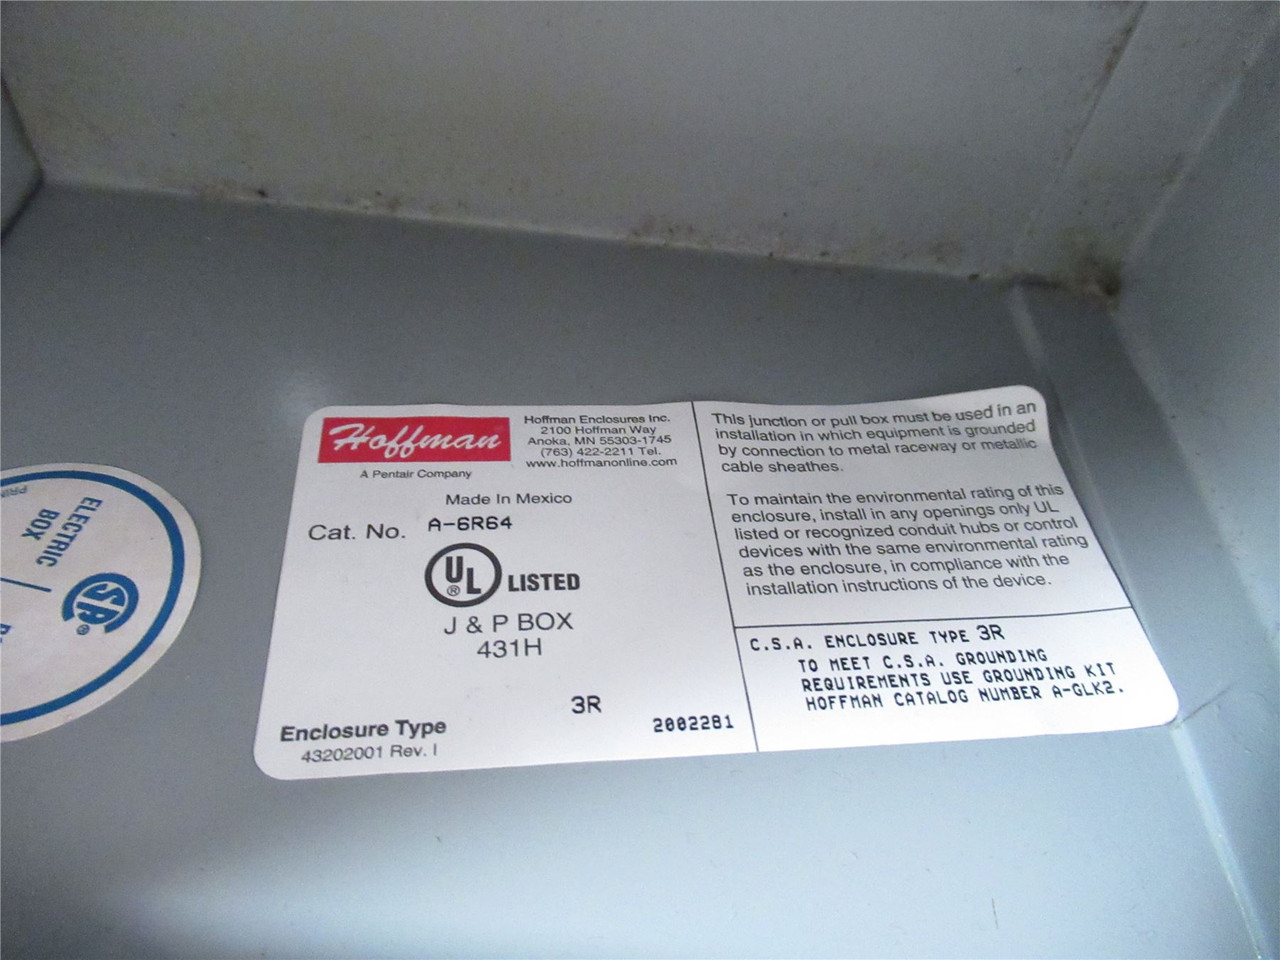 Hoffman
A Pentair Company
Hoffman Enclosures Inc.
2100 Hoffman Way
Anoka, MN 55303-1745
(763) 422-2211 Tel.
www.hoffmanonline.com
Made In Mexico
Cat. No. A-6R64
UL ® LISTED
J & P BOX
431H
3R
Enclosure Type
43202001 Rev. I
2002281
This junction or pull box must be used in an
installation in which equipment is grounded
by connection to metal raceway or metallic
cable sheathes.
To maintain the environmental rating of this
enclosure, install in any openings only UL
listed or recognized conduit hubs or control
devices with the same environmental rating
as the enclosure, in compliance with the
installation instructions of the device.
C.S.A. ENCLOSURE TYPE 3R
TO MEET C.S.A. GROUNDING
REQUIREMENTS USE GROUNDING KIT
HOFFMAN CATALOG NUMBER A-GLK2.
ELECTRIC
BOX
®